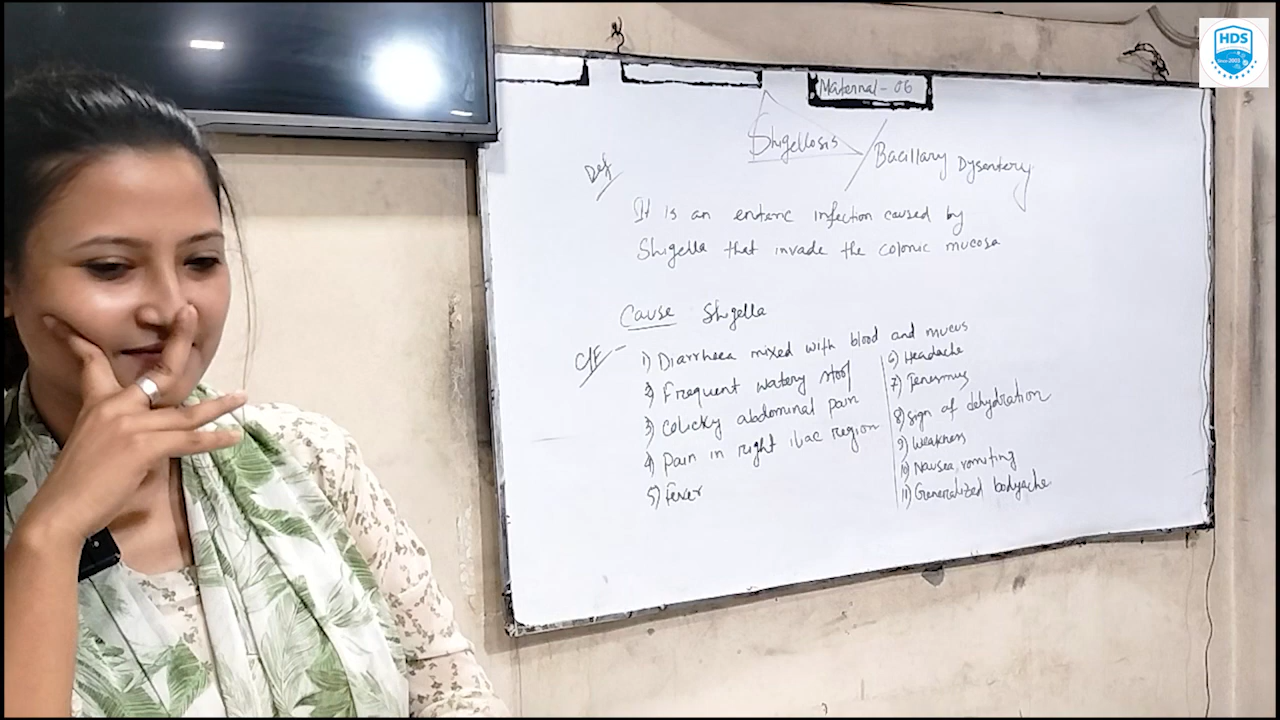 HDS
Since 2005
Maternal - 06
Shigellosis / Bacillary Dysentery
Def
It is an enteric infection caused by
Shigella that invade the colonic mucosa
Cause Shigella
C/F -
1) Diarrhoea mixed with blood and mucus
2) Frequent watery stool
3) Colicky abdominal pain
4) Pain in right iliac region
5) Fever
6) Headache
7) Tenesmus
8) Sign of dehydration
9) Weakness
10) Nausea, vomiting
11) Generalized bodyache